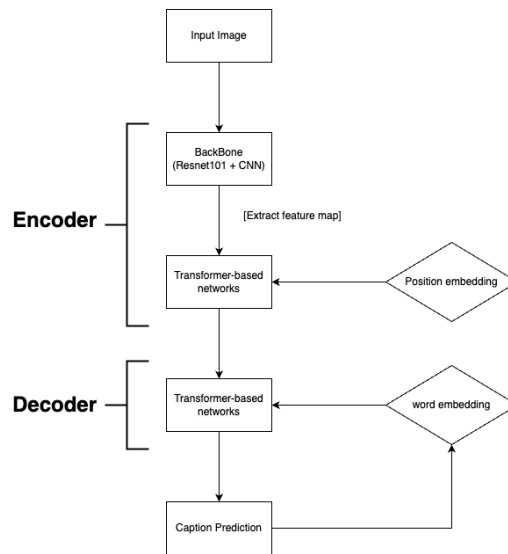 Input Image
BackBone
(Resnet101 + CNN)
Encoder
[Extract feature map]
Transformer-based
networks
Position embedding
Decoder
Transformer-based
networks
word embedding
Caption Prediction